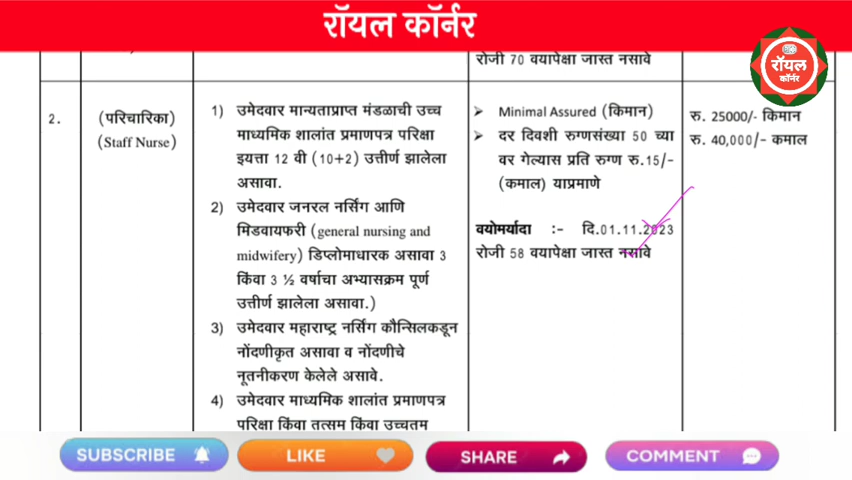 रॉयल कॉर्नर
रॉयल
कॉर्नर
रोजी 70 वयापेक्षा जास्त नसावे
2.
(परिचारिका)
(Staff Nurse)
1) उमेदवार मान्यताप्राप्त मंडळाची उच्च
माध्यमिक शालांत प्रमाणपत्र परिक्षा
इयत्ता 12 वी (10+2) उत्तीर्ण झालेला
असावा.
2) उमेदवार जनरल नर्सिंग आणि
मिडवायफरी (general nursing and
midwifery) डिप्लोमाधारक असावा 3
किंवा 3 ½ वर्षाचा अभ्यासक्रम पूर्ण
उत्तीर्ण झालेला असावा.)
3) उमेदवार महाराष्ट्र नर्सिग कौन्सिलकडून
नोंदणीकृत असावा व नोंदणीचे
नूतनीकरण केलेले असावे.
4) उमेदवार माध्यमिक शालांत प्रमाणपत्र
परिक्षा किंवा तत्सम किंवा उच्चतम
➢ Minimal Assured (किमान)
➢ दर दिवशी रुग्णसंख्या 50 च्या
वर गेल्यास प्रति रुग्ण रु.15/-
(कमाल) याप्रमाणे
वयोमर्यादा :- दि.01.11.2023
रोजी 58 वयापेक्षा जास्त नसावे
रु. 25000/- किमान
रु. 40,000/- कमाल
SUBSCRIBE
LIKE
SHARE
COMMENT